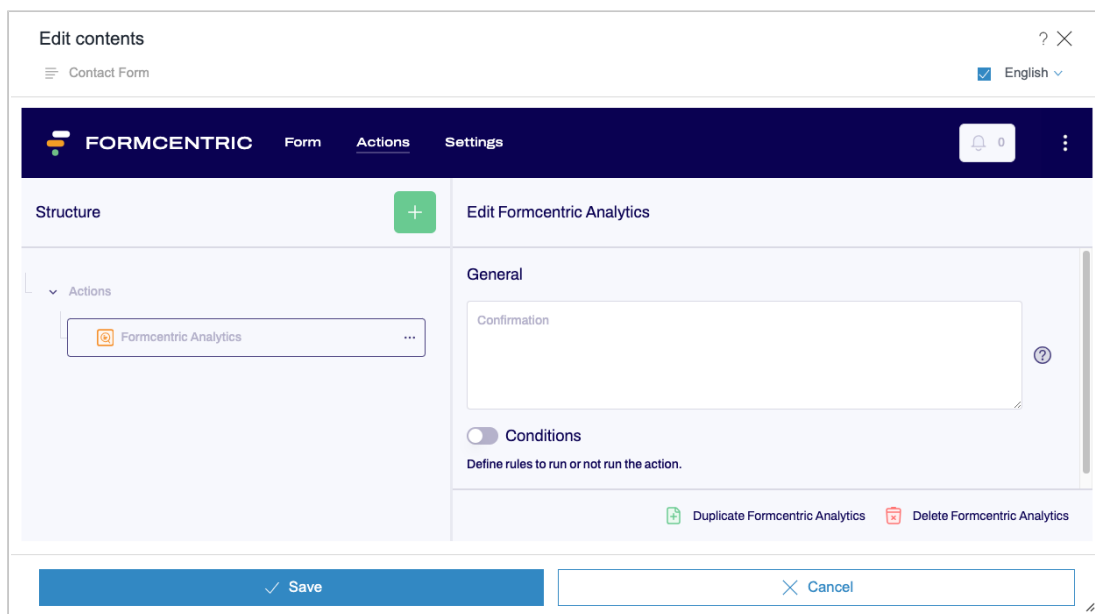 Edit contents
?
Contact Form
English
FORMCENTRIC
Form
Actions
Settings
0
Structure
+
Edit Formcentric Analytics
Actions
Formcentric Analytics
...
General
Confirmation
?
Conditions
Define rules to run or not run the action.
Duplicate Formcentric Analytics
Delete Formcentric Analytics
Save
Cancel